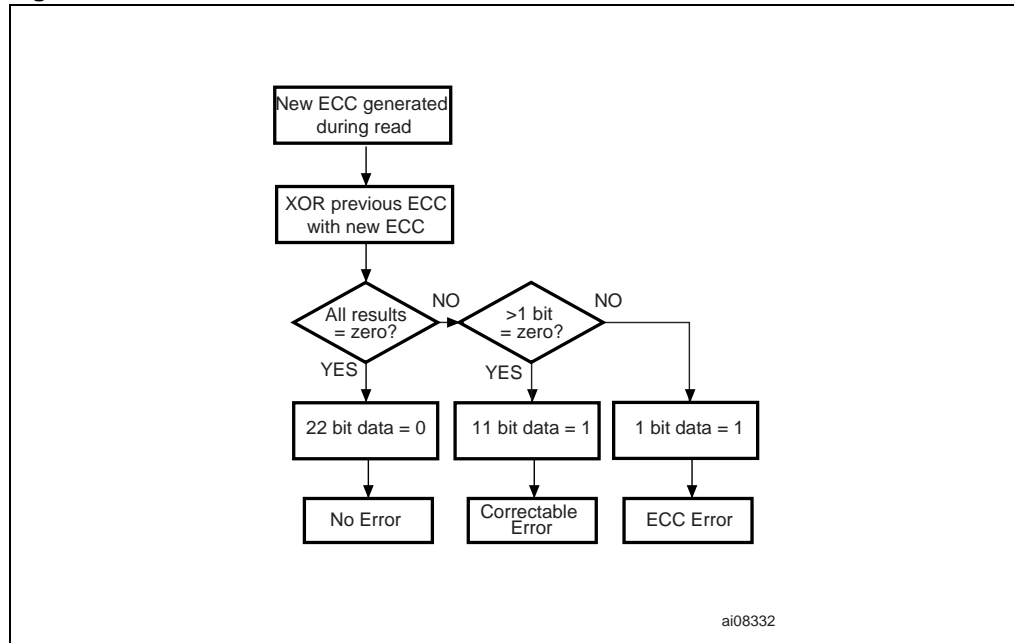 New ECC generated
during read
XOR previous ECC
with new ECC
All results
= zero?
NO
>1 bit
= zero?
NO
YES
YES
22 bit data = 0
11 bit data = 1
1 bit data = 1
No Error
Correctable
Error
ECC Error
ai08332